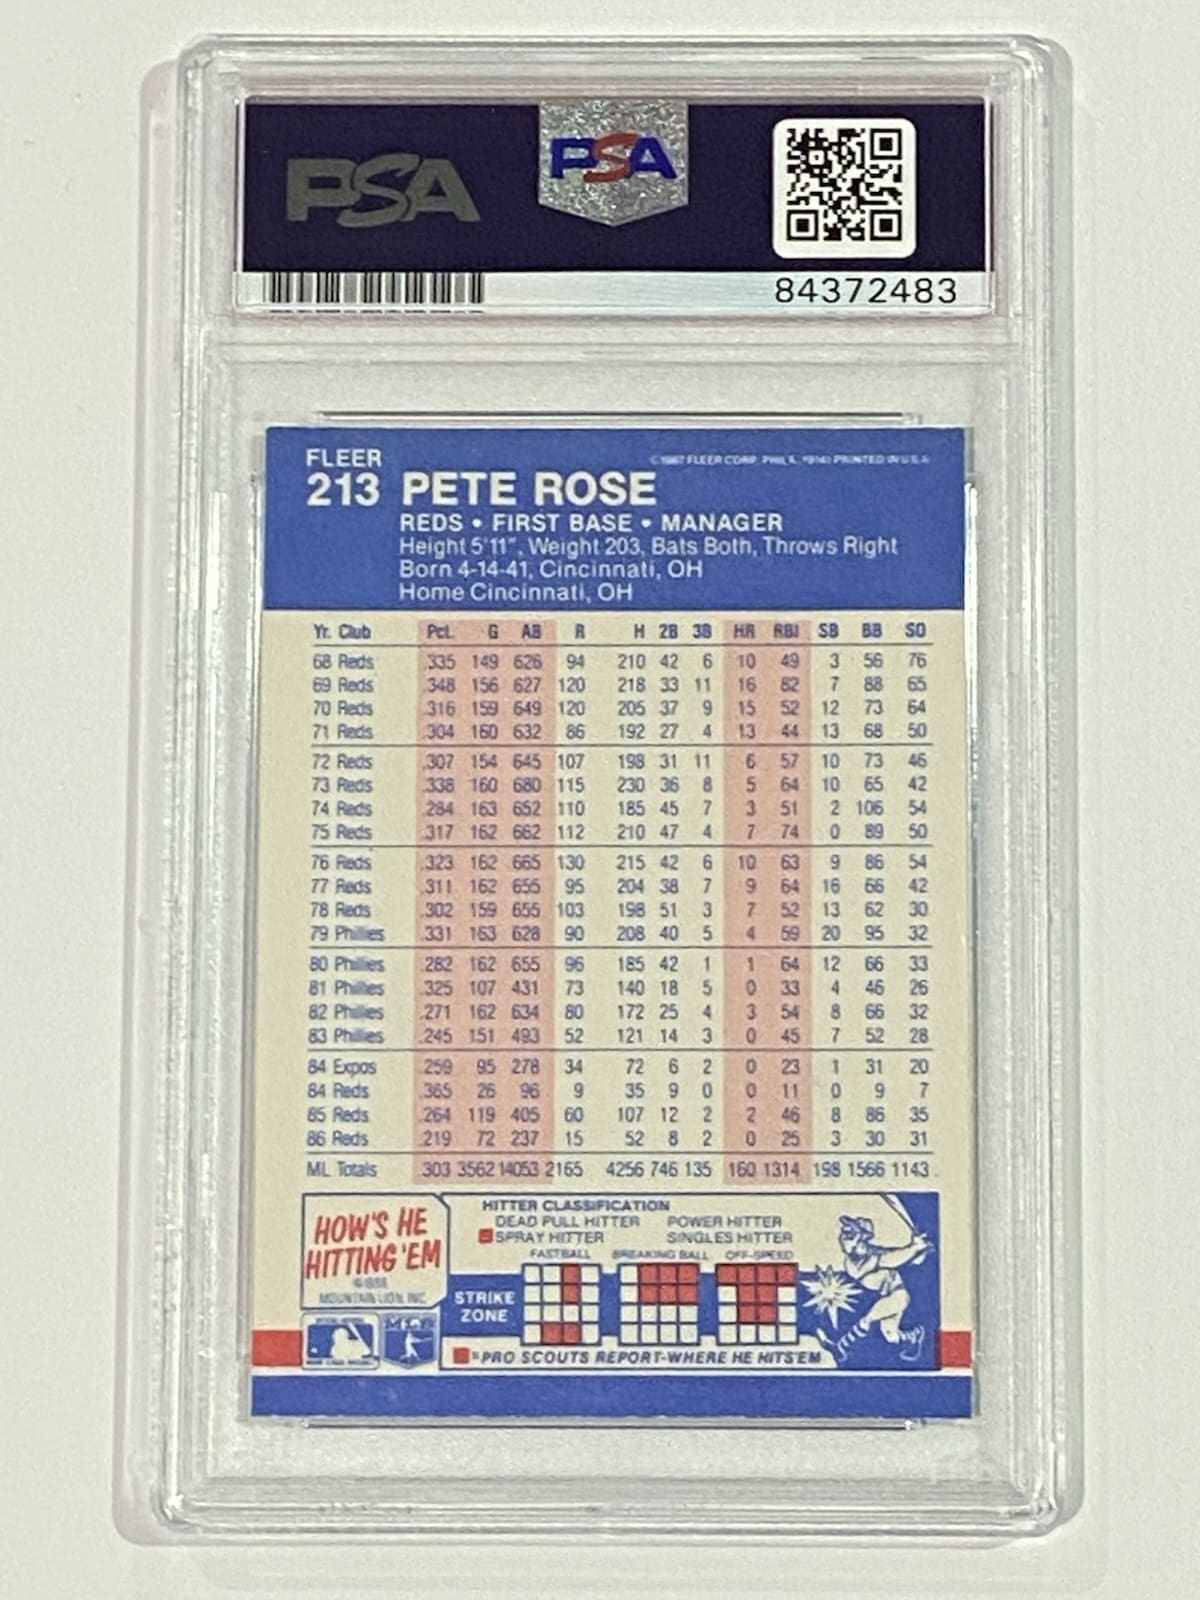 PSA
PSA
84372483
FLEER
© 1987 FLEER CORP. PHILA. 19141 PRINTED IN U.S.A.
213 PETE ROSE
REDS • FIRST BASE • MANAGER
Height 5'11", Weight 203, Bats Both, Throws Right
Born 4-14-41, Cincinnati, OH
Home Cincinnati, OH
Yr. Club Pct. G AB R H 2B 3B HR RBI SB BB SO
68 Reds .335 149 626 94 210 42 6 10 49 3 56 76
69 Reds .348 156 627 120 218 33 11 16 82 7 88 65
70 Reds .316 159 649 120 205 37 9 15 52 12 73 64
71 Reds .304 160 632 86 192 27 4 13 44 13 68 50
72 Reds .307 154 645 107 198 31 11 6 57 10 73 46
73 Reds .338 160 680 115 230 36 8 5 64 10 65 42
74 Reds .284 163 652 110 185 45 7 3 51 2 106 54
75 Reds .317 162 662 112 210 47 4 7 74 0 89 50
76 Reds .323 162 665 130 215 42 6 10 63 9 86 54
77 Reds .311 162 655 95 204 38 7 9 64 16 66 42
78 Reds .302 159 655 103 198 51 3 7 52 13 62 30
79 Phillies .331 163 628 90 208 40 5 4 59 20 95 32
80 Phillies .282 162 655 96 185 42 1 1 64 12 66 33
81 Phillies .325 107 431 73 140 18 5 0 33 4 46 26
82 Phillies .271 162 634 80 172 25 4 3 54 8 66 32
83 Phillies .245 151 493 52 121 14 3 0 45 7 52 28
84 Expos .259 95 278 34 72 6 2 0 23 1 31 20
84 Reds .365 26 96 9 35 9 0 0 11 0 9 7
85 Reds .264 119 405 60 107 12 2 2 46 8 86 35
86 Reds .219 72 237 15 52 8 2 0 25 3 30 31
ML Totals .303 3562 14053 2165 4256 746 135 160 1314 198 1566 1143
HOW'S HE
HITTING 'EM
©1986
MOUNTAIN LION, INC.
HITTER CLASSIFICATION
DEAD PULL HITTER POWER HITTER
SPRAY HITTER SINGLES HITTER
FASTBALL BREAKING BALL OFF-SPEED
STRIKE
ZONE
=PRO SCOUTS REPORT-WHERE HE HITS 'EM